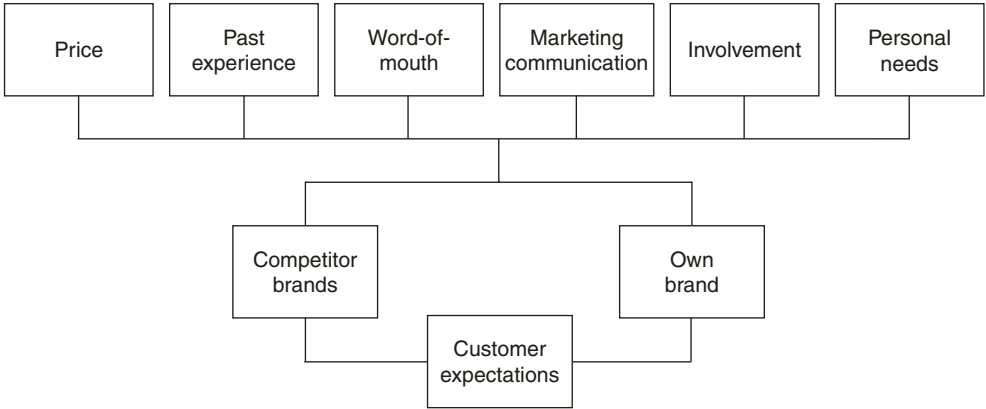 Price
Past
experience
Word-of-
mouth
Marketing
communication
Involvement
Personal
needs
Competitor
brands
Own
brand
Customer
expectations